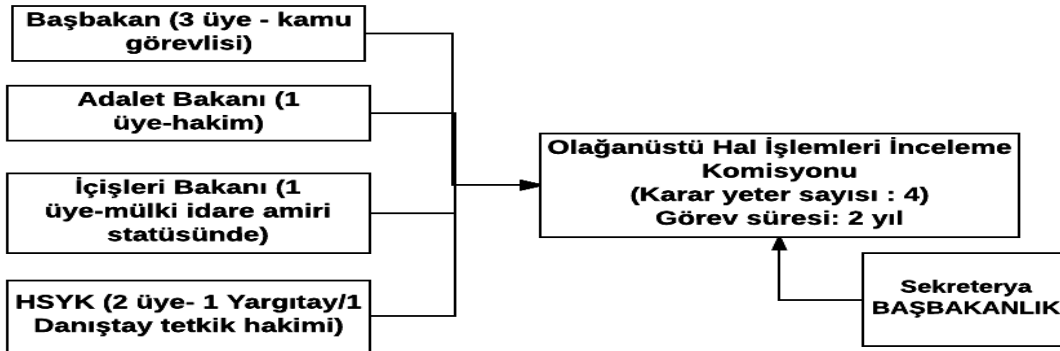 Başbakan (3 üye - kamu
görevlisi)
Adalet Bakanı (1
üye-hakim)
İçişleri Bakanı (1
üye-mülki idare amiri
statüsünde)
HSYK (2 üye- 1 Yargıtay/1
Danıştay tetkik hakimi)
Olağanüstü Hal İşlemleri İnceleme
Komisyonu
(Karar yeter sayısı : 4)
Görev süresi: 2 yıl
Sekreterya
BAŞBAKANLIK